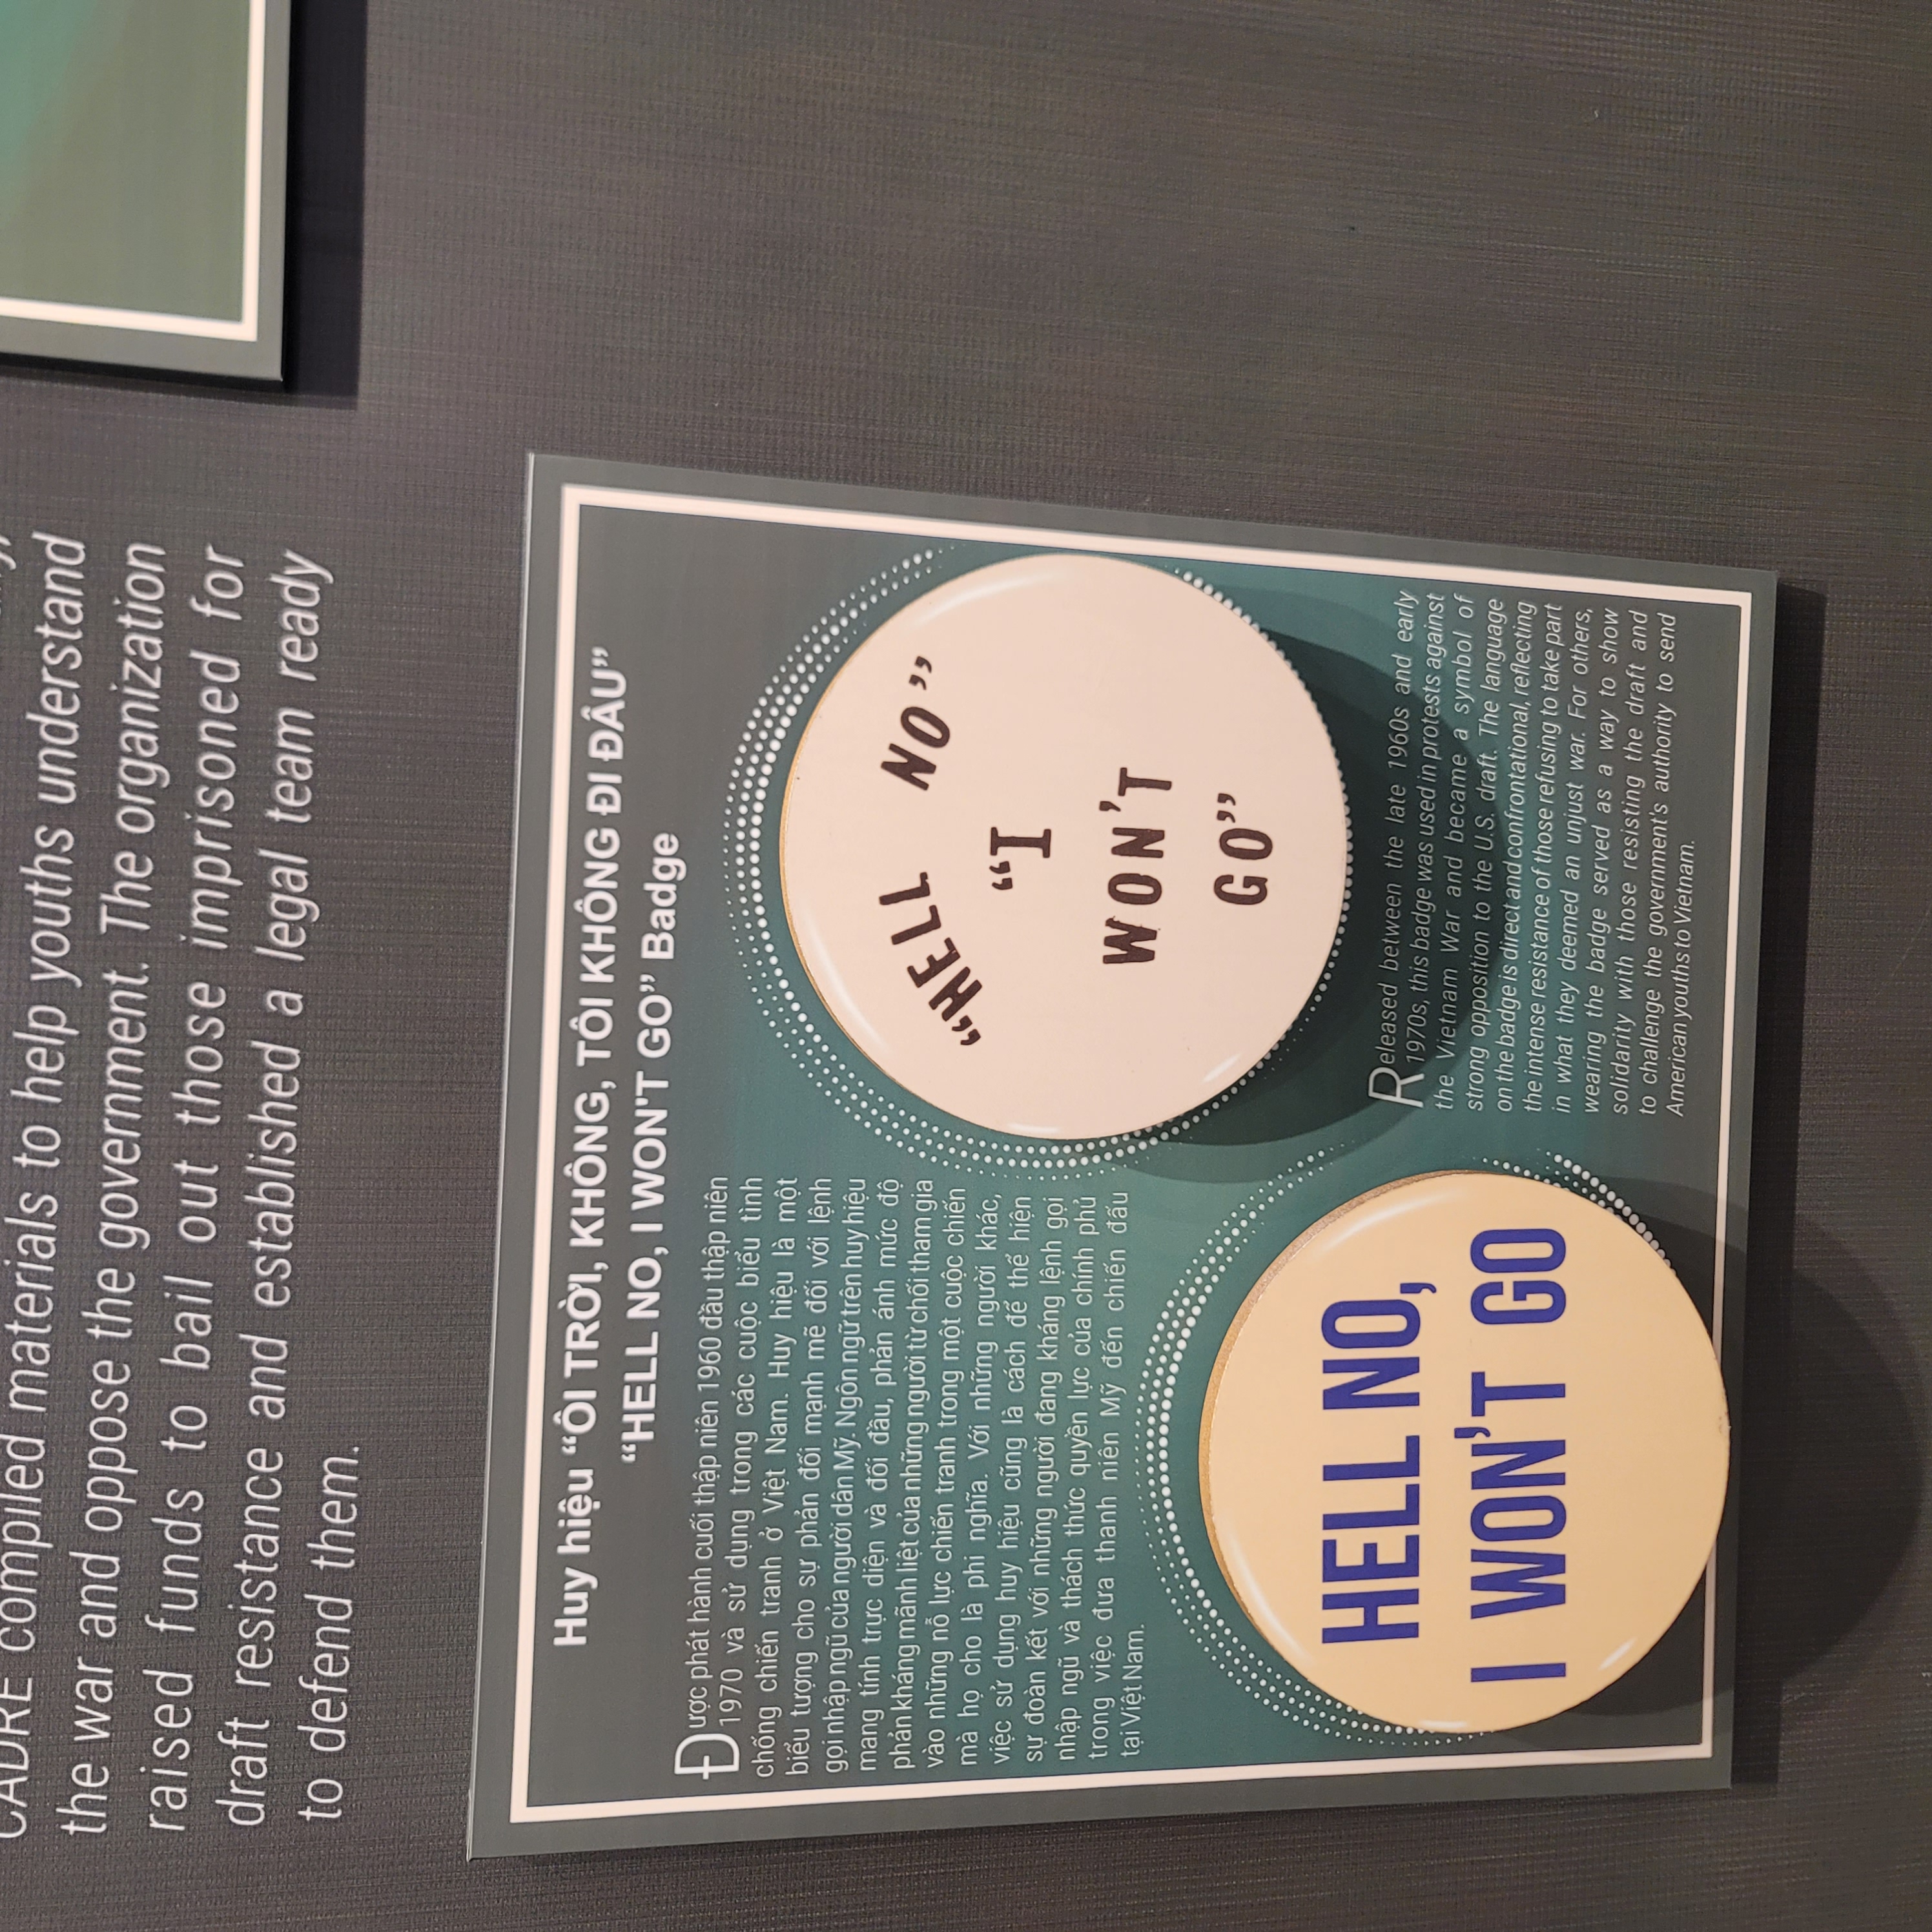 CADRE compiled materials to help youths understand
the war and oppose the government. The organization
raised funds to bail out those imprisoned for
draft resistance and established a legal team ready
to defend them.
Huy hiệu “ÔI TRỜI, KHÔNG, TÔI KHÔNG ĐI ĐÂU”
“HELL NO, I WON'T GO” Badge
Được phát hành cuối thập niên 1960 đầu thập niên
1970 và sử dụng trong các cuộc biểu tình
chống chiến tranh ở Việt Nam. Huy hiệu là một
biểu tượng cho sự phản đối mạnh mẽ đối với lệnh
gọi nhập ngũ của người dân Mỹ. Ngôn ngữ trên huy hiệu
mang tính trực diện và đối đầu, phản ánh mức độ
phản kháng mãnh liệt của những người từ chối tham gia
vào những nỗ lực chiến tranh trong một cuộc chiến
mà họ cho là phi nghĩa. Với những người khác,
việc sử dụng huy hiệu cũng là cách để thể hiện
sự đoàn kết với những người đang kháng lệnh gọi
nhập ngũ và thách thức quyền lực của chính phủ
trong việc đưa thanh niên Mỹ đến chiến đấu
tại Việt Nam.
“HELL NO”
“I
WON'T
GO”
HELL NO,
I WON'T GO
Released between the late 1960s and early
1970s, this badge was used in protests against
the Vietnam War and became a symbol of
strong opposition to the U.S. draft. The language
on the badge is direct and confrontational, reflecting
the intense resistance of those refusing to take part
in what they deemed an unjust war. For others,
wearing the badge served as a way to show
solidarity with those resisting the draft and
to challenge the government's authority to send
American youths to Vietnam.